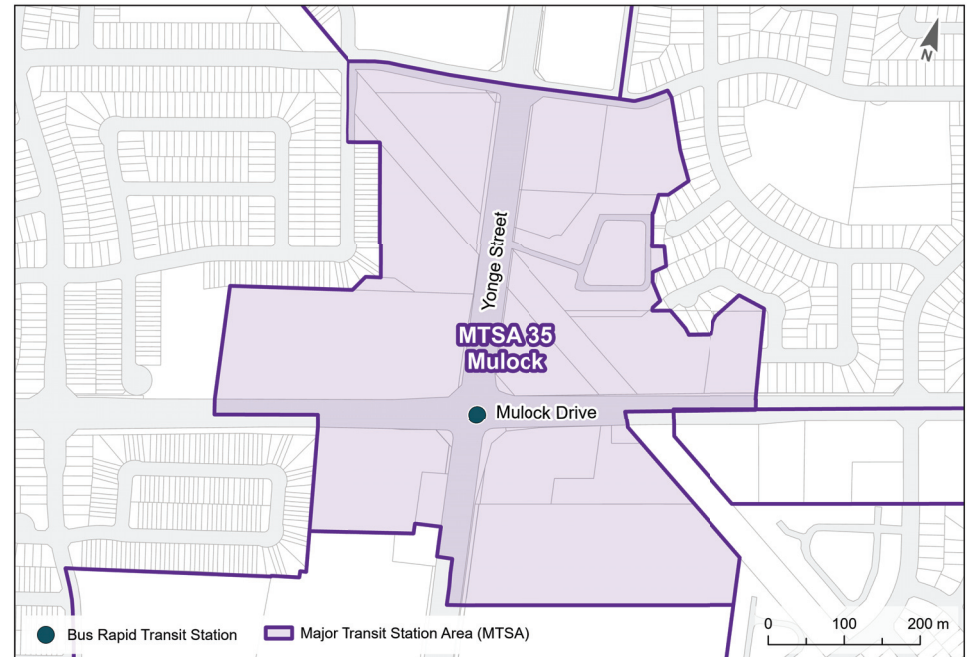 N
Yonge Street
MTSA 35
Mulock
Mulock Drive
Bus Rapid Transit Station
Major Transit Station Area (MTSA)
0 100 200 m